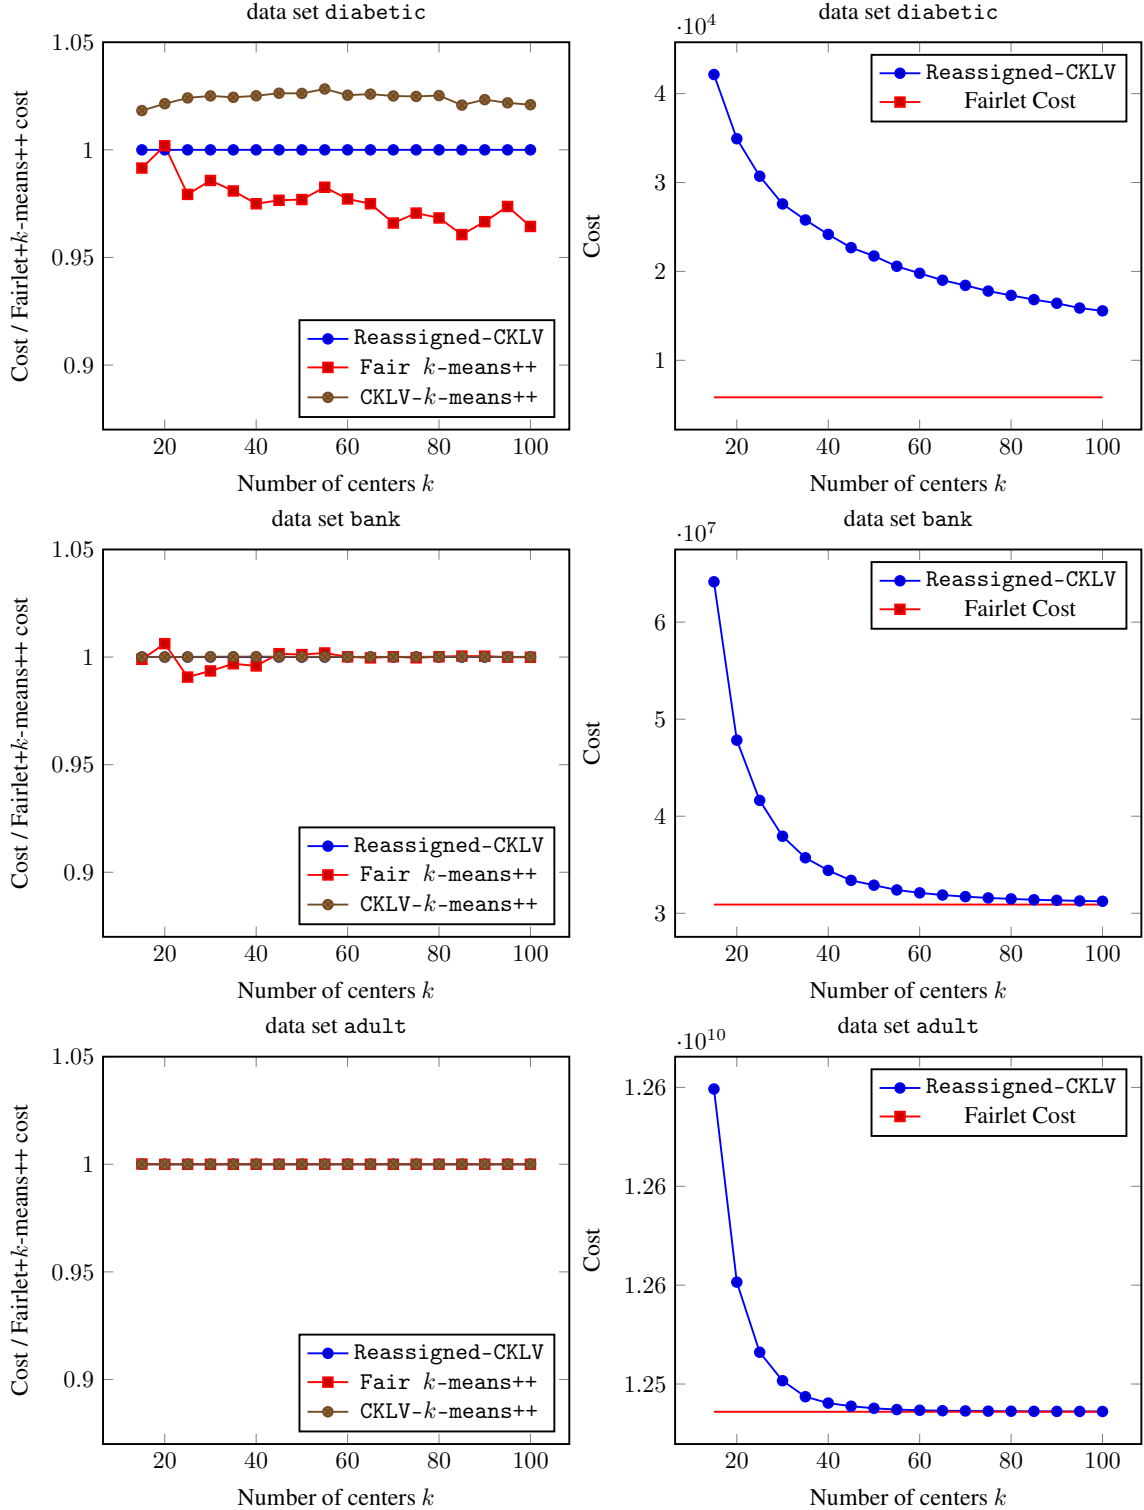 data set diabetic
1.05
1
0.95
0.9
Cost / Fairlet+k-means++ cost
Reassigned-CKLV
Fair k-means++
CKLV-k-means++
20 40 60 80 100
Number of centers k
data set diabetic
·10⁴
4
3
2
1
Cost
Reassigned-CKLV
Fairlet Cost
20 40 60 80 100
Number of centers k
data set bank
1.05
1
0.95
0.9
Cost / Fairlet+k-means++ cost
Reassigned-CKLV
Fair k-means++
CKLV-k-means++
20 40 60 80 100
Number of centers k
data set bank
·10⁷
6
5
4
3
Cost
Reassigned-CKLV
Fairlet Cost
20 40 60 80 100
Number of centers k
data set adult
1.05
1
0.95
0.9
Cost / Fairlet+k-means++ cost
Reassigned-CKLV
Fair k-means++
CKLV-k-means++
20 40 60 80 100
Number of centers k
data set adult
·10¹⁰
1.26
1.26
1.26
1.25
Cost
Reassigned-CKLV
Fairlet Cost
20 40 60 80 100
Number of centers k